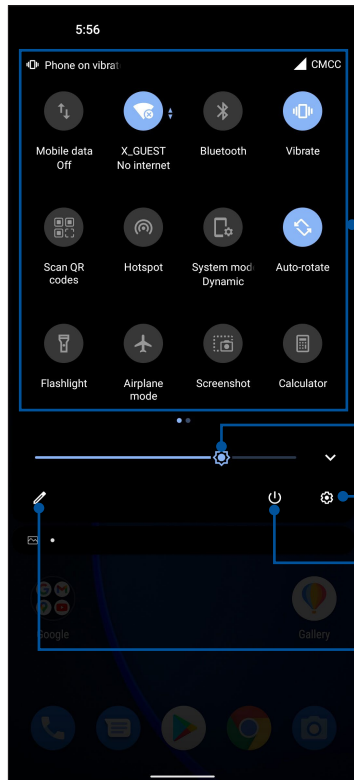 5:56
Phone on vibrat
CMCC
Mobile data
Off
X_GUEST
No internet
Bluetooth
Vibrate
Scan QR
codes
Hotspot
System mod
Dynamic
Auto-rotate
Flashlight
Airplane
mode
Screenshot
Calculator
Google
Gallery